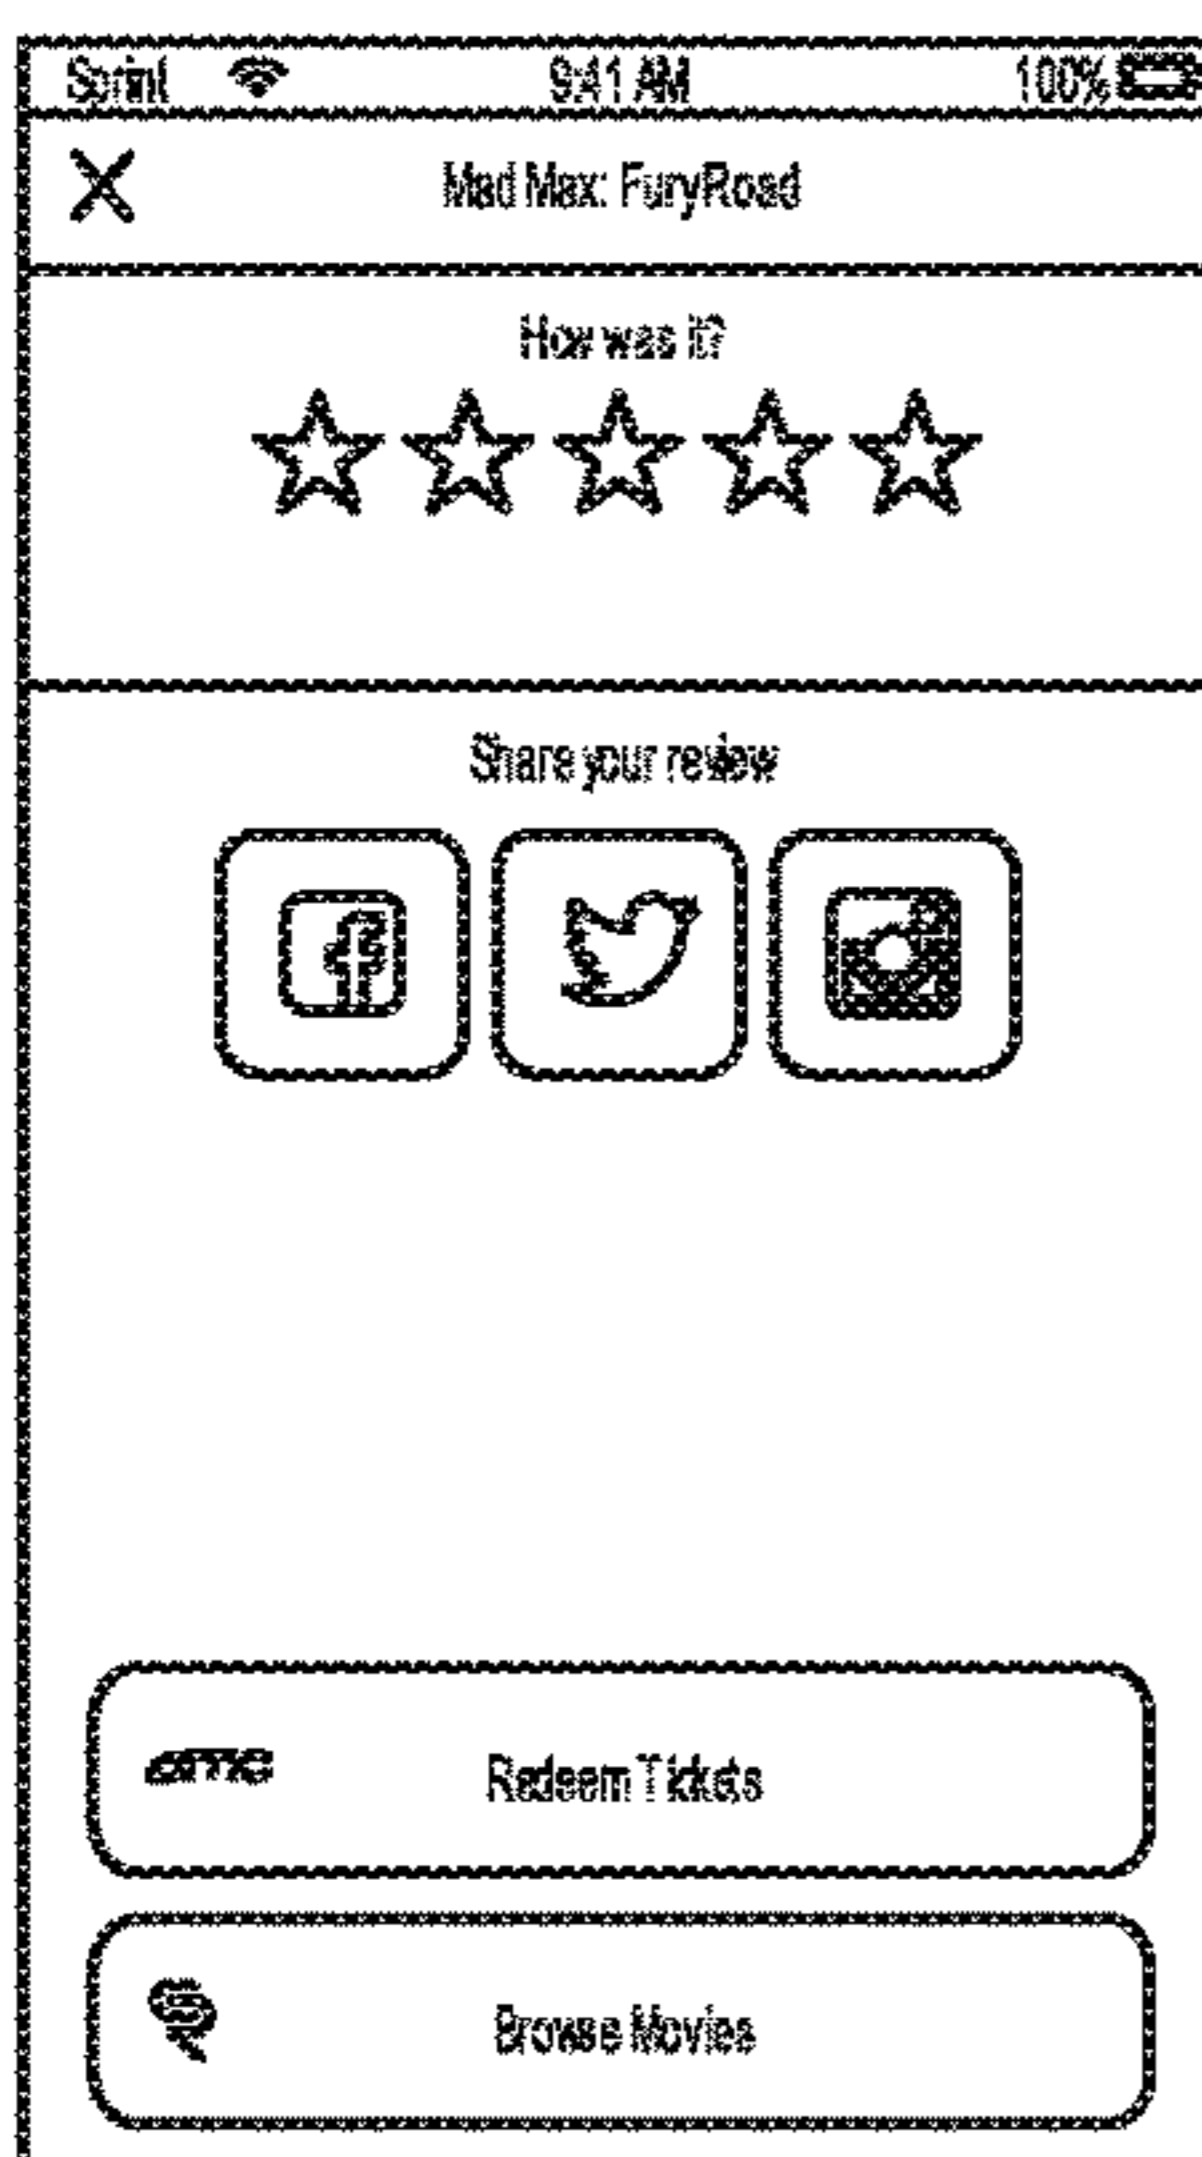 Sprint 9:41 AM 100%
Mad Max: FuryRoad
How was it?
Share your review
f
amc Redeem Tickets
Browse Movies